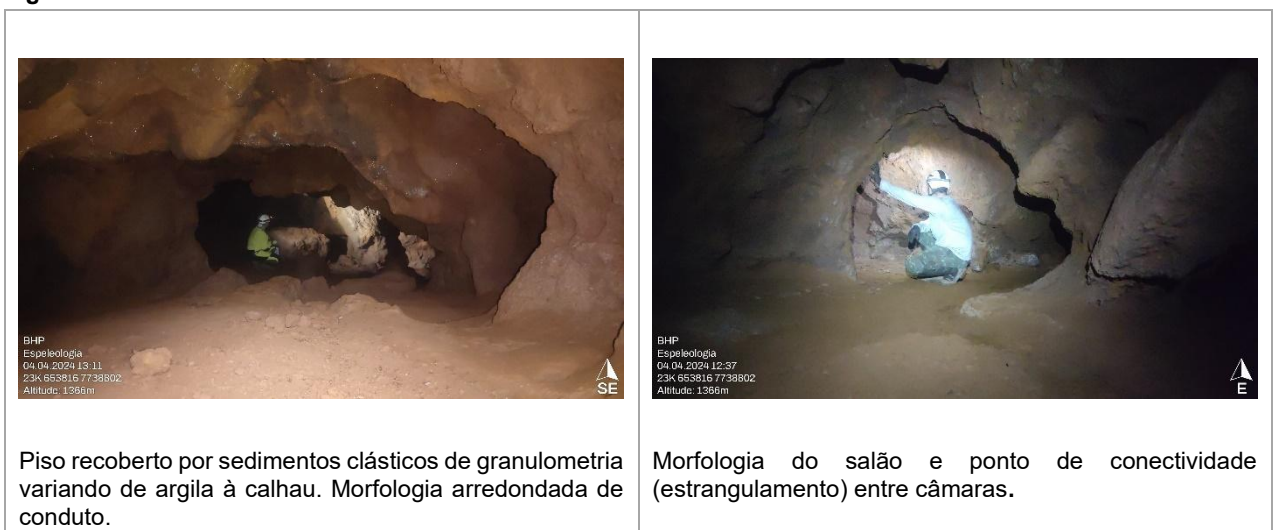 BHP
Espeleologia
04.04.2024 13:11
23K 653816 7738802
Altitude: 1366m
SE
BHP
Espeleologia
04.04.2024 12:37
23K 653816 7738802
Altitude: 1366m
E
Piso recoberto por sedimentos clásticos de granulometria
variando de argila à calhau. Morfologia arredondada de
conduto.
Morfologia do salão e ponto de conectividade
(estrangulamento) entre câmaras.